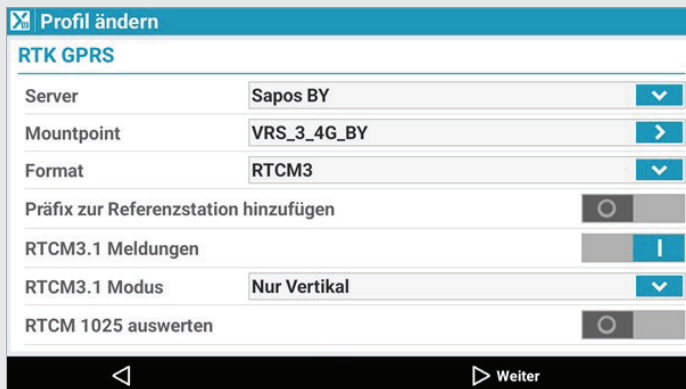 Profil ändern
RTK GPRS
Server Sapos BY
Mountpoint VRS_3_4G_BY
Format RTCM3
Präfix zur Referenzstation hinzufügen
RTCM3.1 Meldungen
RTCM3.1 Modus Nur Vertikal
RTCM 1025 auswerten
Weiter